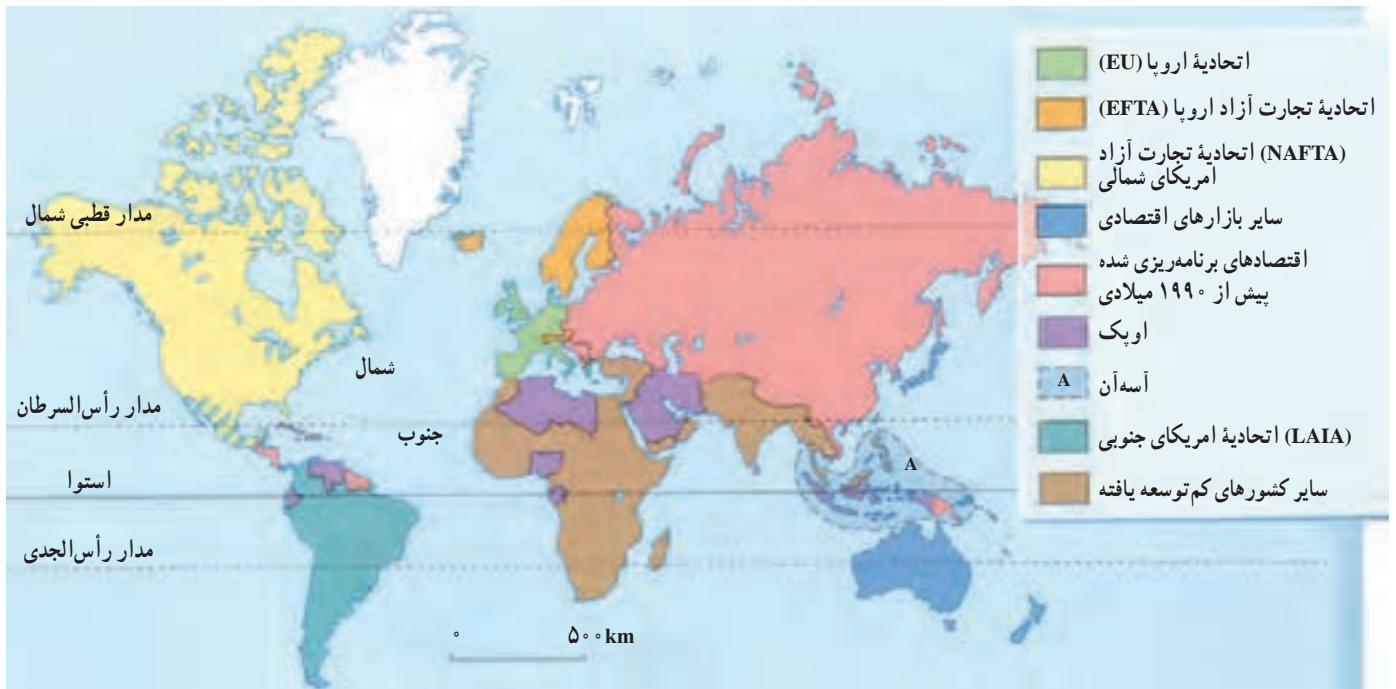 اتحادیهٔ اروپا (EU)
اتحادیهٔ تجارت آزاد اروپا (EFTA)
(NAFTA) اتحادیهٔ تجارت آزاد
امریکای شمالی
سایر بازارهای اقتصادی
اقتصادهای برنامه‌ریزی شده
پیش از ۱۹۹۰ میلادی
اوپک
A
آسه‌آن
(LAIA) اتحادیهٔ امریکای جنوبی
سایر کشورهای کم‌توسعه یافته
مدار قطبی شمال
شمال
مدار رأس‌السرطان
جنوب
A
استوا
مدار رأس‌الجدی
۰ ۵۰۰km